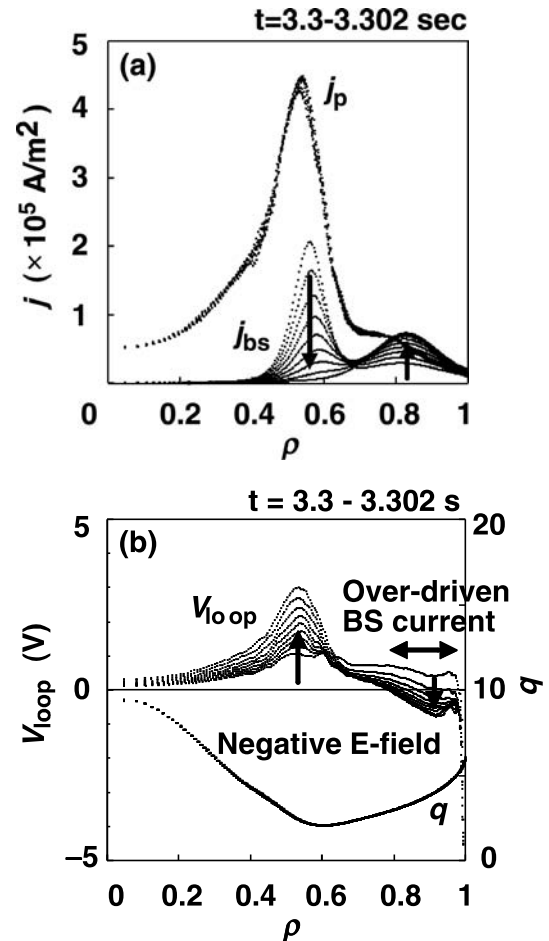 t=3.3-3.302 sec
5
(a)
jp
4
3
j (×10⁵ A/m²)
2
jbs
1
0 0.2 0.4 0.6 0.8 1
ρ
t = 3.3 - 3.302 s
5 20
(b)
Over-driven
Vloop BS current
Vloop (V)
0 10 q
Negative E-field
q
−5 0
0 0.2 0.4 0.6 0.8 1
ρ